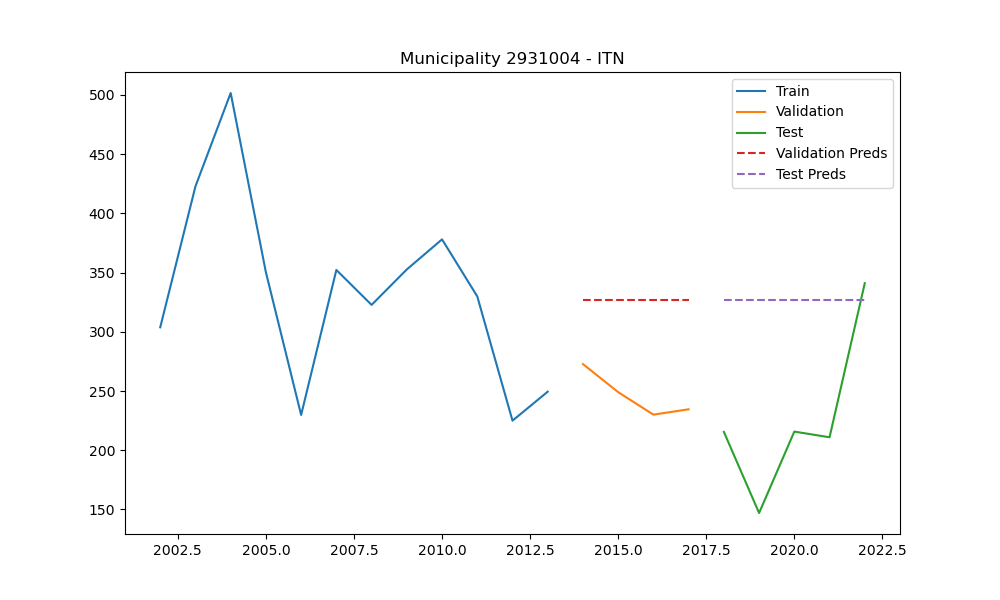 Municipality 2931004 - ITN
500
450
400
350
300
250
200
150
Train
Validation
Test
Validation Preds
Test Preds
2002.5 2005.0 2007.5 2010.0 2012.5 2015.0 2017.5 2020.0 2022.5